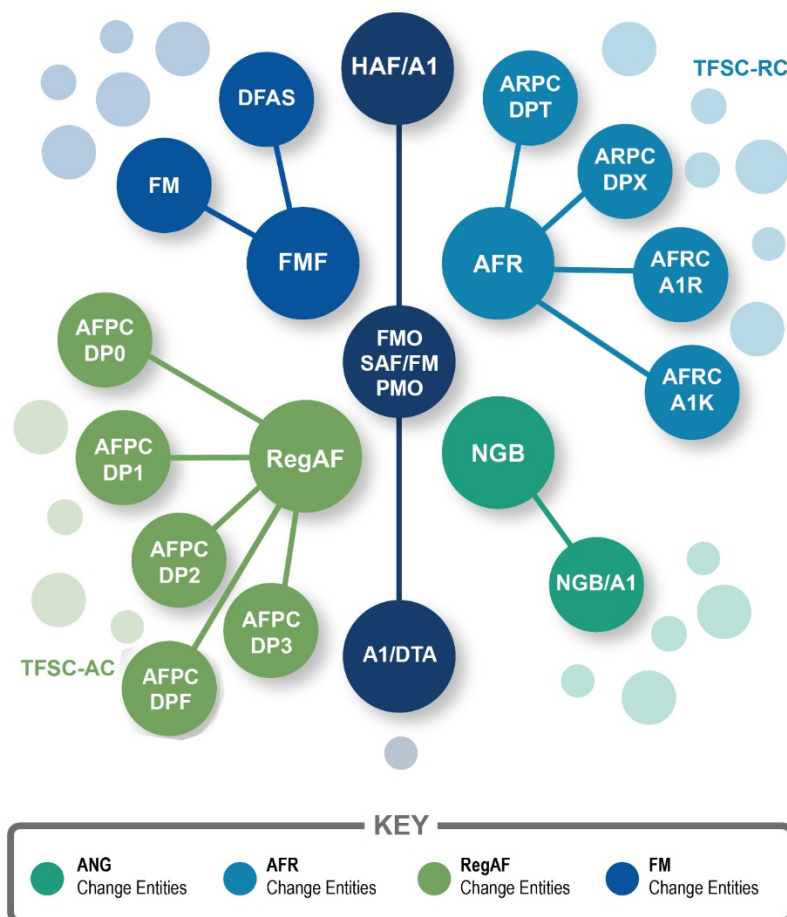 HAF/A1
TFSC-RC
DFAS
ARPC
DPT
FM
ARPC
DPX
FMF
AFR
AFRC
A1R
AFPC
DP0
FMO
SAF/FM
PMO
AFRC
A1K
AFPC
DP1
RegAF
NGB
AFPC
DP2
NGB/A1
AFPC
DP3
A1/DTA
TFSC-AC
AFPC
DPF
KEY
ANG
Change Entities
AFR
Change Entities
RegAF
Change Entities
FM
Change Entities